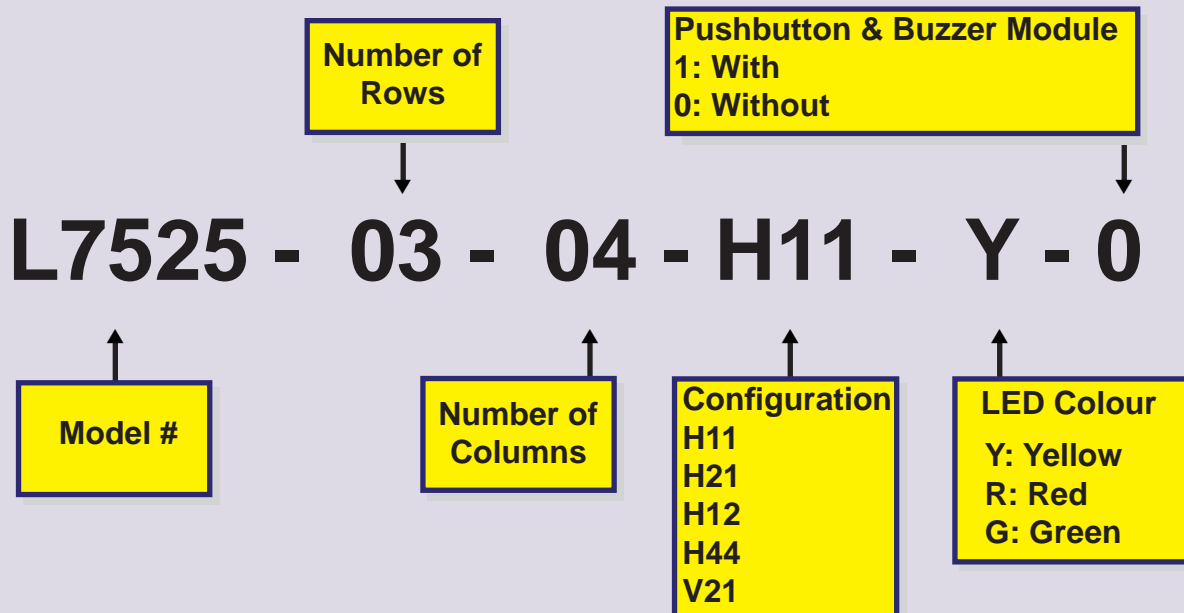 Number of
Rows
Pushbutton & Buzzer Module
1: With
0: Without
L7525 - 03 - 04 - H11 - Y - 0
Model #
Number of
Columns
Configuration
H11
H21
H12
H44
V21
LED Colour
Y: Yellow
R: Red
G: Green